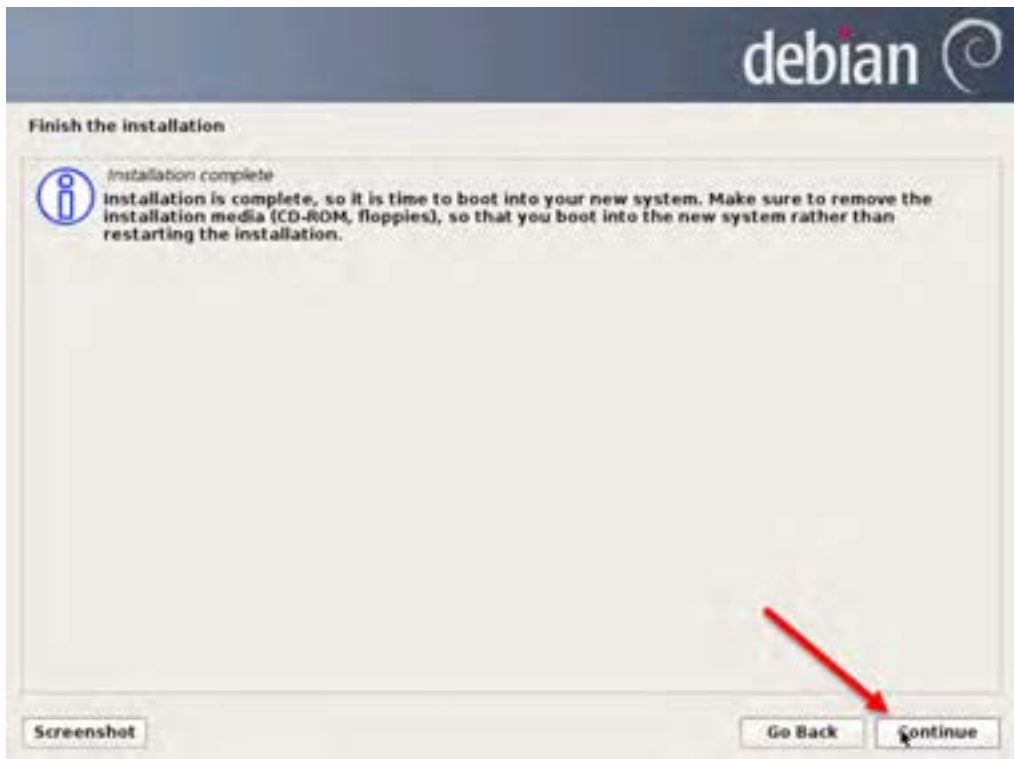 debian
Finish the installation
Installation complete
Installation is complete, so it is time to boot into your new system. Make sure to remove the
installation media (CD-ROM, floppies), so that you boot into the new system rather than
restarting the installation.
Screenshot
Go Back
Continue